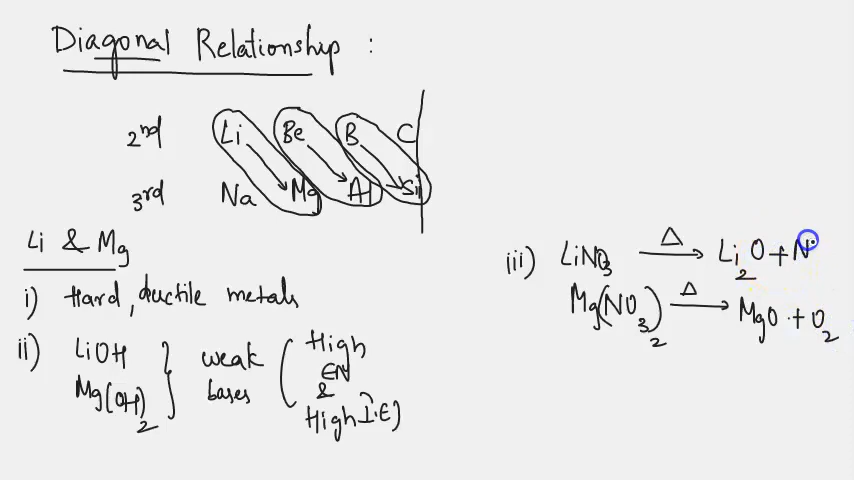 Diagonal Relationship :
2nd Li Be B C
3rd Na Mg Al Si
Li & Mg
i) Hard, ductile metals
ii) LiOH
Mg(OH)2
weak
bases
High
EN
&
High I.E)
iii) LiNO3 Δ → Li2O + N
Mg(NO3)2 Δ → MgO + O2